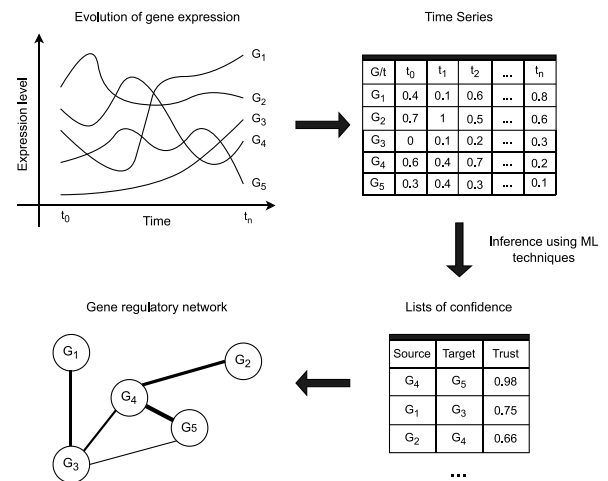 Evolution of gene expression
Expression level
G1
G2
G3
G4
G5
t0
Time
tn
Time Series
G/t t0 t1 t2 ... tn
G1 0.4 0.1 0.6 ... 0.8
G2 0.7 1 0.5 ... 0.6
G3 0 0.1 0.2 ... 0.3
G4 0.6 0.4 0.7 ... 0.2
G5 0.3 0.4 0.3 ... 0.1
Inference using ML
techniques
Gene regulatory network
G1
G2
G4
G5
G3
Lists of confidence
Source Target Trust
G4 G5 0.98
G1 G3 0.75
G2 G4 0.66
...